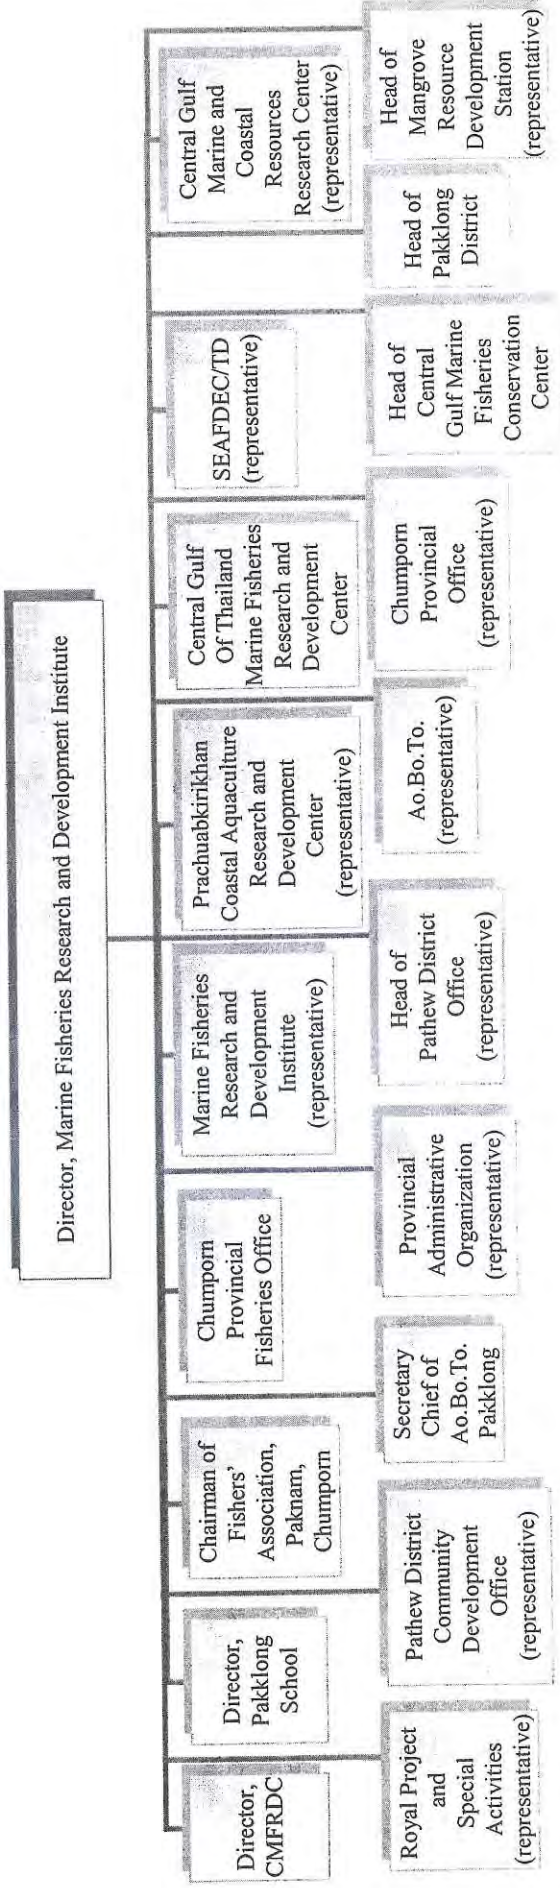 Director, Marine Fisheries Research and Development Institute
Director,
CMFRDC
Director,
Pakklong
School
Chairman of
Fishers'
Association,
Paknam,
Chumporn
Chumporn
Provincial
Fisheries Office
Marine Fisheries
Research and
Development
Institute
(representative)
Prachuabkirikhan
Coastal Aquaculture
Research and
Development
Center
(representative)
Central Gulf
Of Thailand
Marine Fisheries
Research and
Development
Center
SEAFDEC/TD
(representative)
Central Gulf
Marine and
Coastal
Resources
Research Center
(representative)
Royal Project
and
Special
Activities
(representative)
Pathew District
Community
Development
Office
(representative)
Secretary
Chief of
Ao.Bo.To.
Pakklong
Provincial
Administrative
Organization
(representative)
Head of
Pathew District
Office
(representative)
Ao.Bo.To.
(representative)
Chumporn
Provincial
Office
(representative)
Head of
Central
Gulf Marine
Fisheries
Conservation
Center
Head of
Pakklong
District
Head of
Mangrove
Resource
Development
Station
(representative)